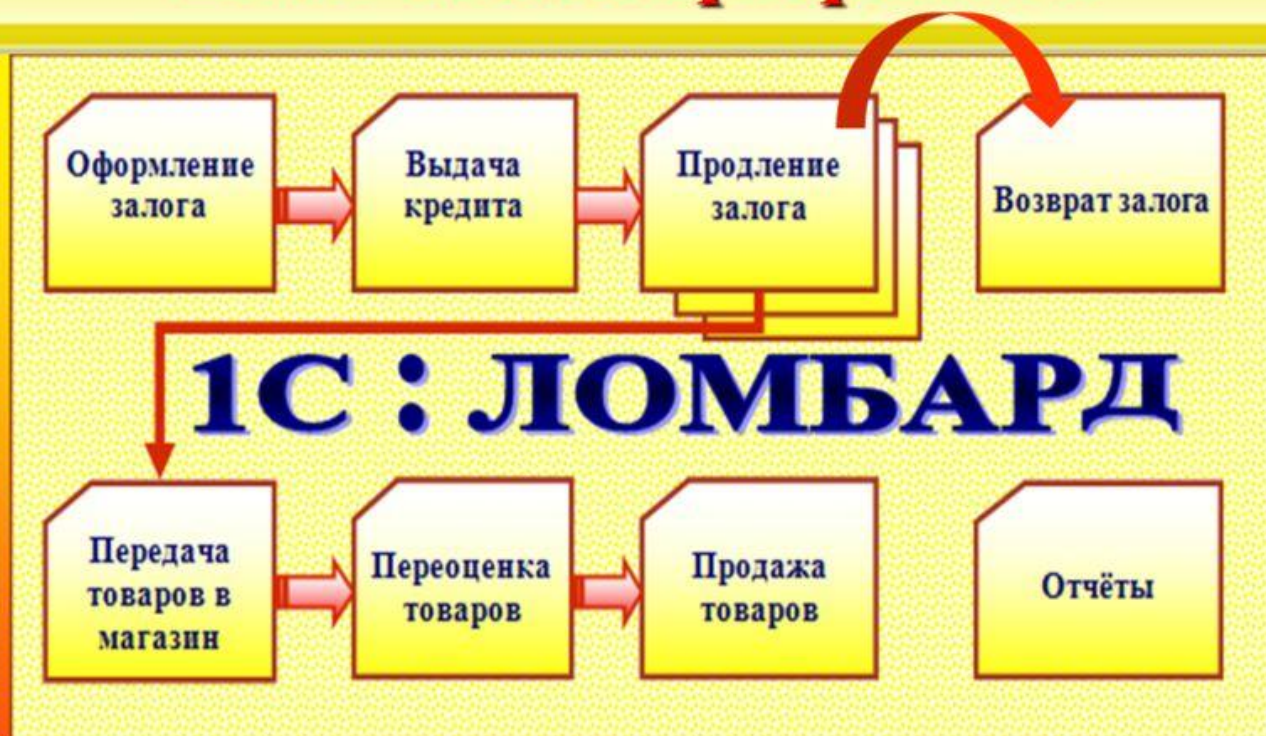 Оформление
залога
Выдача
кредита
Продление
залога
Возврат залога
1С : ЛОМБАРД
Передача
товаров в
магазин
Переоценка
товаров
Продажа
товаров
Отчёты